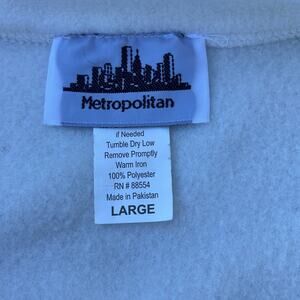 Metropolitan
if Needed
Tumble Dry Low
Remove Promptly
Warm Iron
100% Polyester
RN # 88554
Made in Pakistan
LARGE